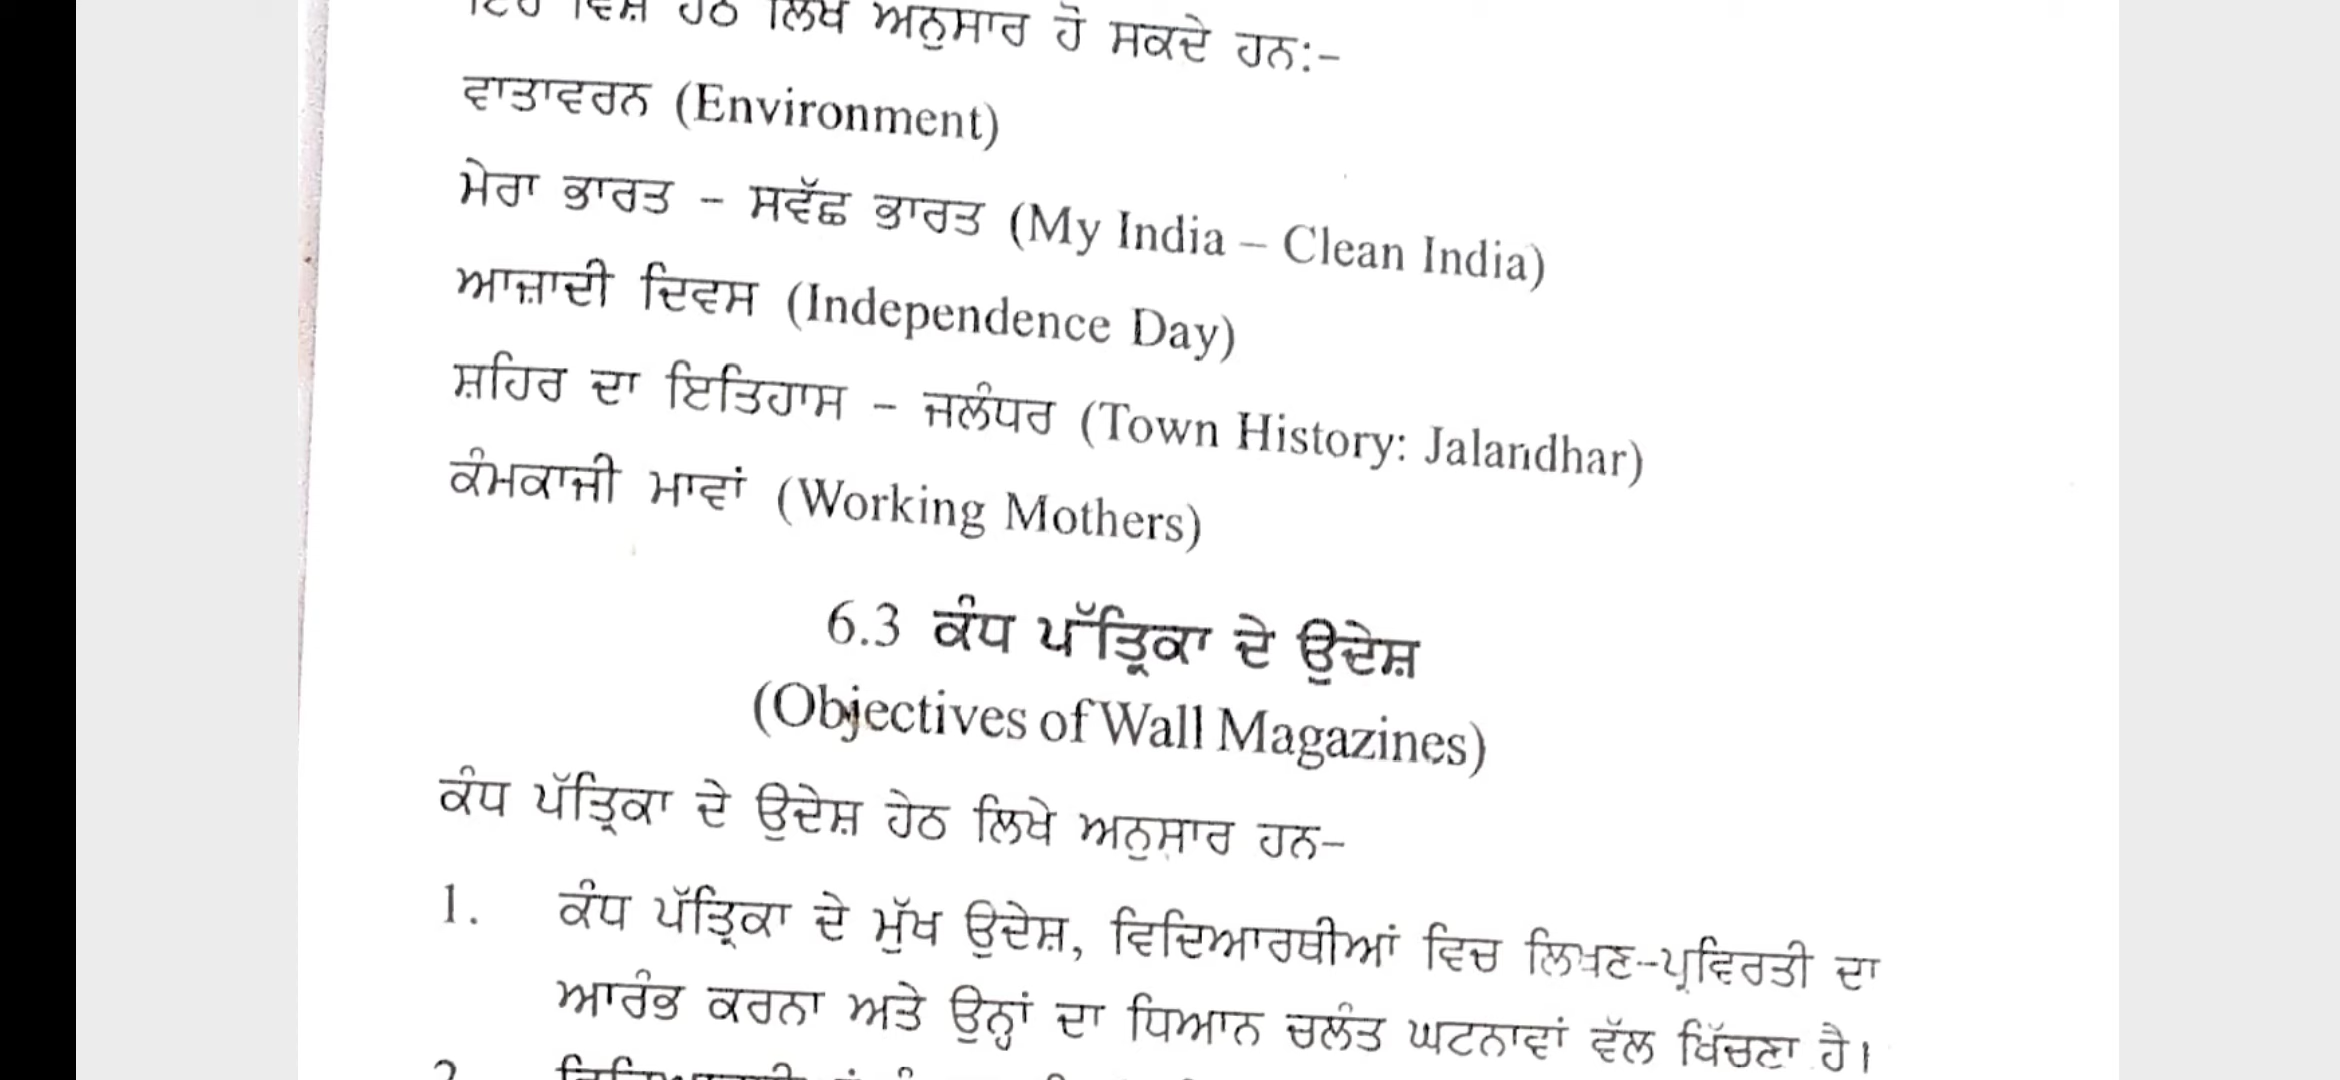 ਇਹ ਵਿਸ਼ੇ ਹੇਠ ਲਿਖੇ ਅਨੁਸਾਰ ਹੋ ਸਕਦੇ ਹਨ:-
ਵਾਤਾਵਰਨ (Environment)
ਮੇਰਾ ਭਾਰਤ - ਸਵੱਛ ਭਾਰਤ (My India – Clean India)
ਆਜ਼ਾਦੀ ਦਿਵਸ (Independence Day)
ਸ਼ਹਿਰ ਦਾ ਇਤਿਹਾਸ - ਜਲੰਧਰ (Town History: Jalandhar)
ਕੰਮਕਾਜੀ ਮਾਵਾਂ (Working Mothers)
6.3 ਕੰਧ ਪੱਤ੍ਰਿਕਾ ਦੇ ਉਦੇਸ਼
(Objectives of Wall Magazines)
ਕੰਧ ਪੱਤ੍ਰਿਕਾ ਦੇ ਉਦੇਸ਼ ਹੇਠ ਲਿਖੇ ਅਨੁਸਾਰ ਹਨ-
1. ਕੰਧ ਪੱਤ੍ਰਿਕਾ ਦੇ ਮੁੱਖ ਉਦੇਸ਼, ਵਿਦਿਆਰਥੀਆਂ ਵਿਚ ਲਿਖਣ-ਪ੍ਰਵਿਰਤੀ ਦਾ
ਆਰੰਭ ਕਰਨਾ ਅਤੇ ਉਨ੍ਹਾਂ ਦਾ ਧਿਆਨ ਚਲੰਤ ਘਟਨਾਵਾਂ ਵੱਲ ਖਿੱਚਣਾ ਹੈ।
2.